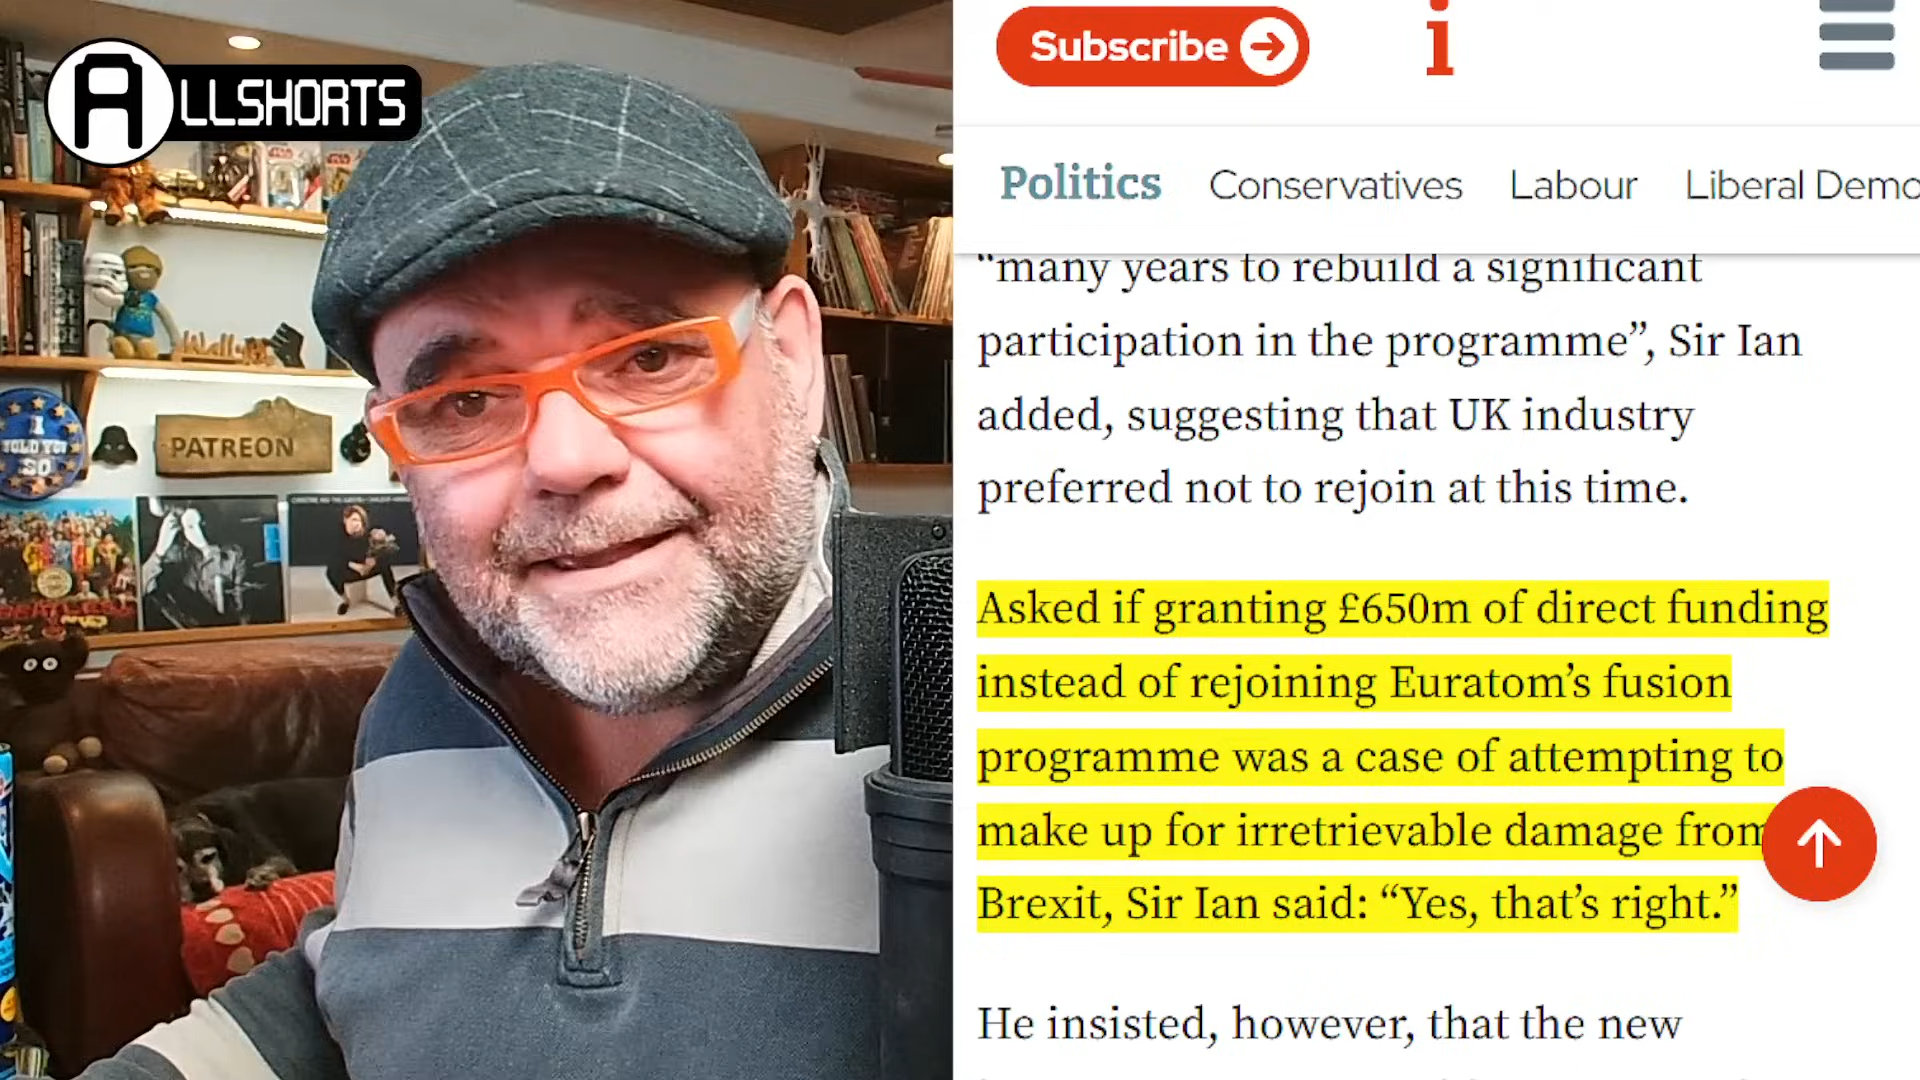 ALLSHORTS
PATREON
I
TOLD YOU
SO
Subscribe
i
Politics Conservatives Labour Liberal Demo
“many years to rebuild a significant
participation in the programme”, Sir Ian
added, suggesting that UK industry
preferred not to rejoin at this time.
Asked if granting £650m of direct funding
instead of rejoining Euratom’s fusion
programme was a case of attempting to
make up for irretrievable damage from
Brexit, Sir Ian said: “Yes, that’s right.”
He insisted, however, that the new